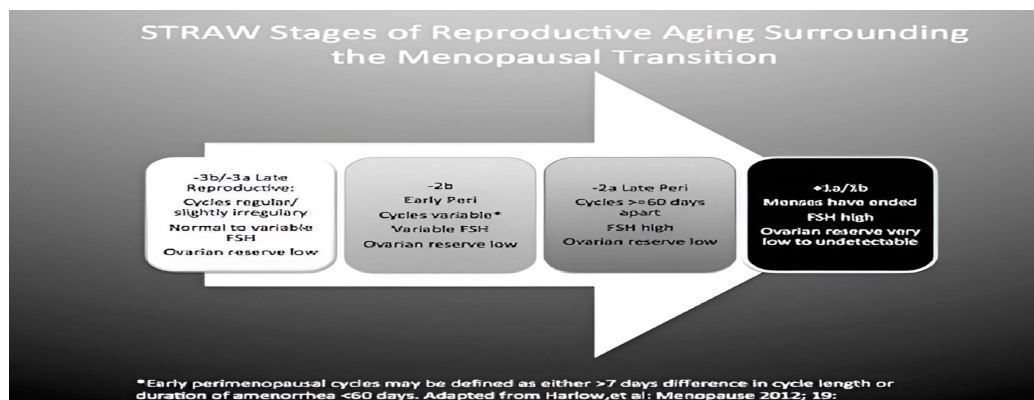 STRAW Stages of Reproductive Aging Surrounding
the Menopausal Transition
-3b/-3a Late
Reproductive:
Cycles regular/
slightly irregulary
Normal to variable
FSH
Ovarian reserve low
-2b
Early Peri
Cycles variable*
Variable FSH
Ovarian reserve low
-2a Late Peri
Cycles >=60 days
apart
FSH high
Ovarian reserve low
Menses have ended
FSH high
Ovarian reserve very
low to undetectable
*Early perimenopausal cycles may be defined as either >7 days difference in cycle length or
duration of amenorrhea <60 days. Adapted from Harlow,et al: Menopause 2012; 19: